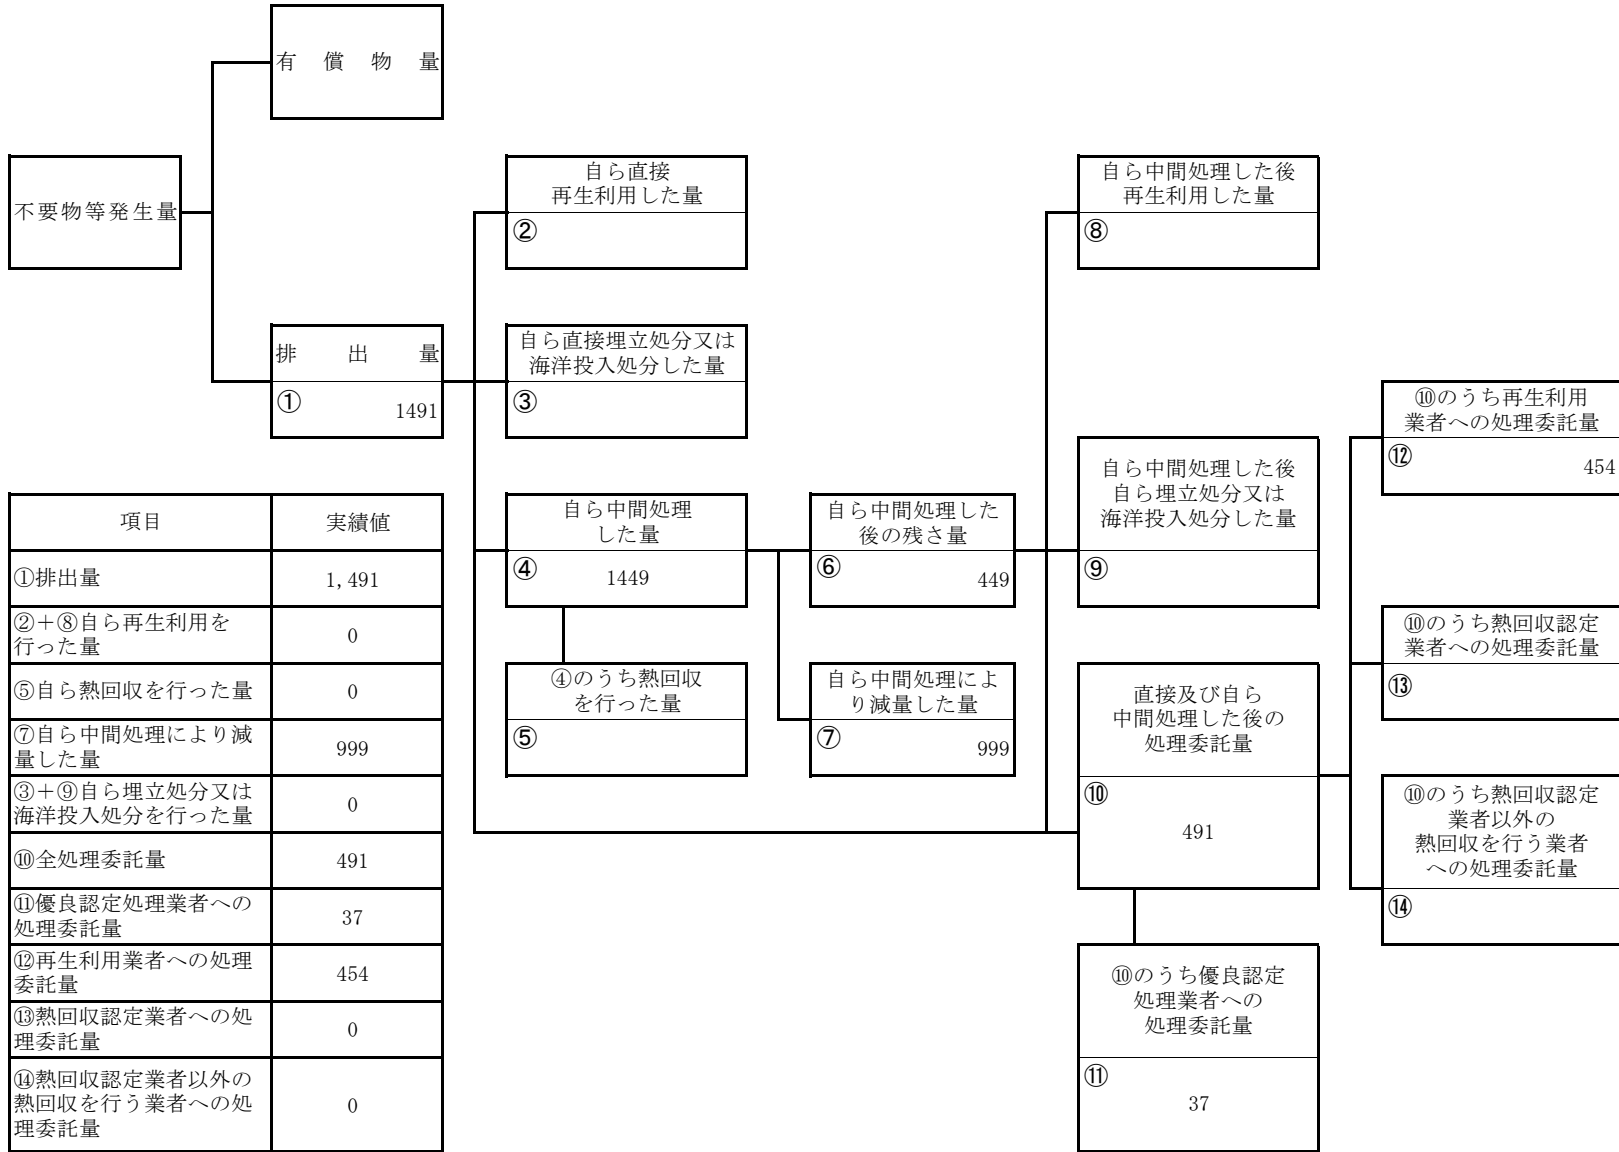 有償物量
不要物等発生量
排出量
①
1491
自ら直接
再生利用した量
②
自ら直接埋立処分又は
海洋投入処分した量
③
自ら中間処理
した量
④
1449
④のうち熱回収
を行った量
⑤
自ら中間処理した
後の残さ量
⑥
449
自ら中間処理によ
り減量した量
⑦
999
自ら中間処理した後
再生利用した量
⑧
自ら中間処理した後
自ら埋立処分又は
海洋投入処分した量
⑨
直接及び自ら
中間処理した後の
処理委託量
⑩
491
⑩のうち優良認定
処理業者への
処理委託量
⑪
37
⑩のうち再生利用
業者への処理委託量
⑫
454
⑩のうち熱回収認定
業者への処理委託量
⑬
⑩のうち熱回収認定
業者以外の
熱回収を行う業者
への処理委託量
⑭
項目 実績値
①排出量 1,491
②+⑧自ら再生利用を
行った量 0
⑤自ら熱回収を行った量 0
⑦自ら中間処理により減
量した量 999
③+⑨自ら埋立処分又は
海洋投入処分を行った量 0
⑩全処理委託量 491
⑪優良認定処理業者への
処理委託量 37
⑫再生利用業者への処理
委託量 454
⑬熱回収認定業者への処
理委託量 0
⑭熱回収認定業者以外の
熱回収を行う業者への処
理委託量 0